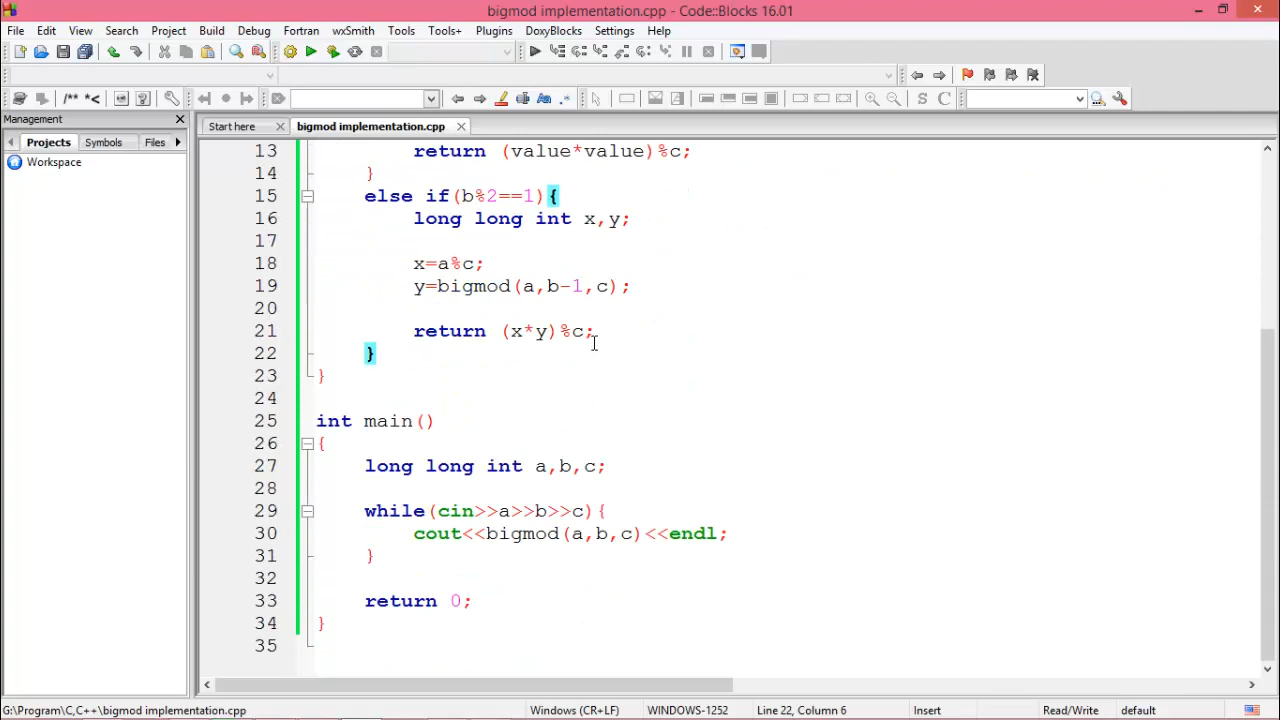 bigmod implementation.cpp - Code::Blocks 16.01
File Edit View Search Project Build Debug Fortran wxSmith Tools Tools+ Plugins DoxyBlocks Settings Help
/** *<
S C
Management
Start here
bigmod implementation.cpp
Projects Symbols Files
Workspace
13 return (value*value)%c;
14 }
15 else if(b%2==1){
16 long long int x,y;
17
18 x=a%c;
19 y=bigmod(a,b-1,c);
20
21 return (x*y)%c;
22 }
23 }
24
25 int main()
26 {
27 long long int a,b,c;
28
29 while(cin>>a>>b>>c){
30 cout<<bigmod(a,b,c)<<endl;
31 }
32
33 return 0;
34 }
35
G:\Program\C,C++\bigmod implementation.cpp Windows (CR+LF) WINDOWS-1252 Line 22, Column 6 Insert Read/Write default